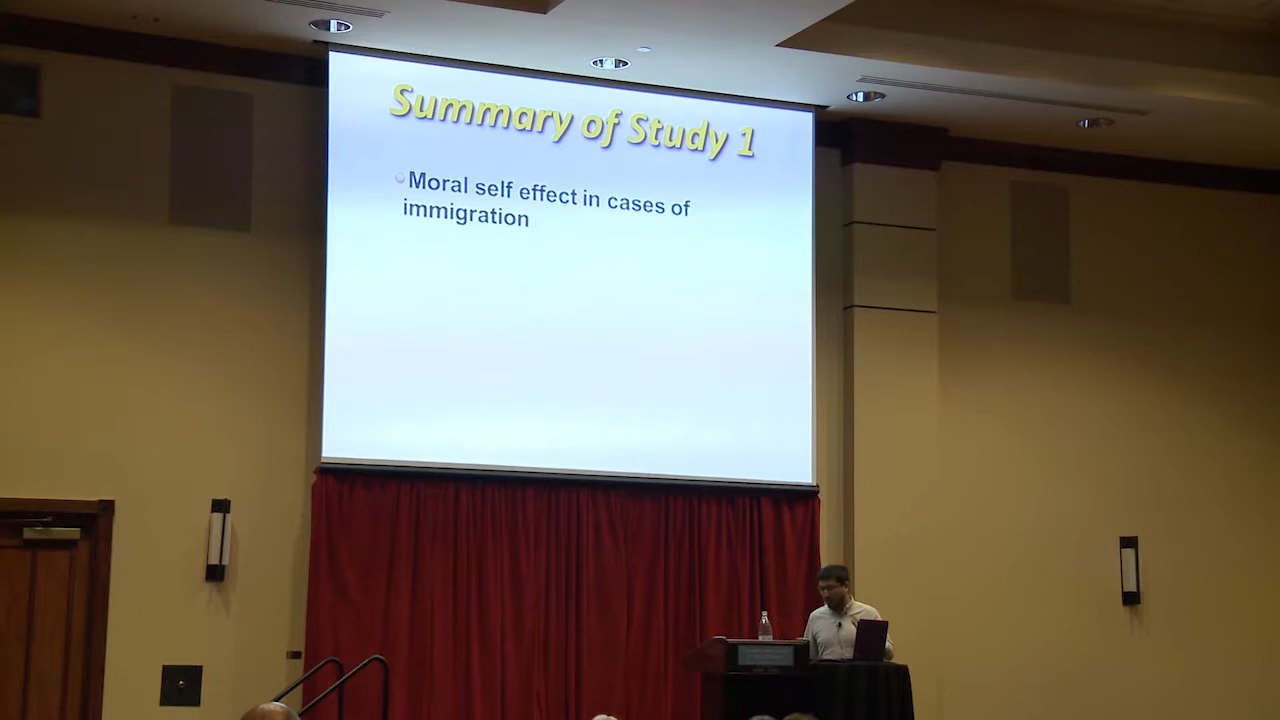 Summary of Study 1
Moral self effect in cases of
immigration